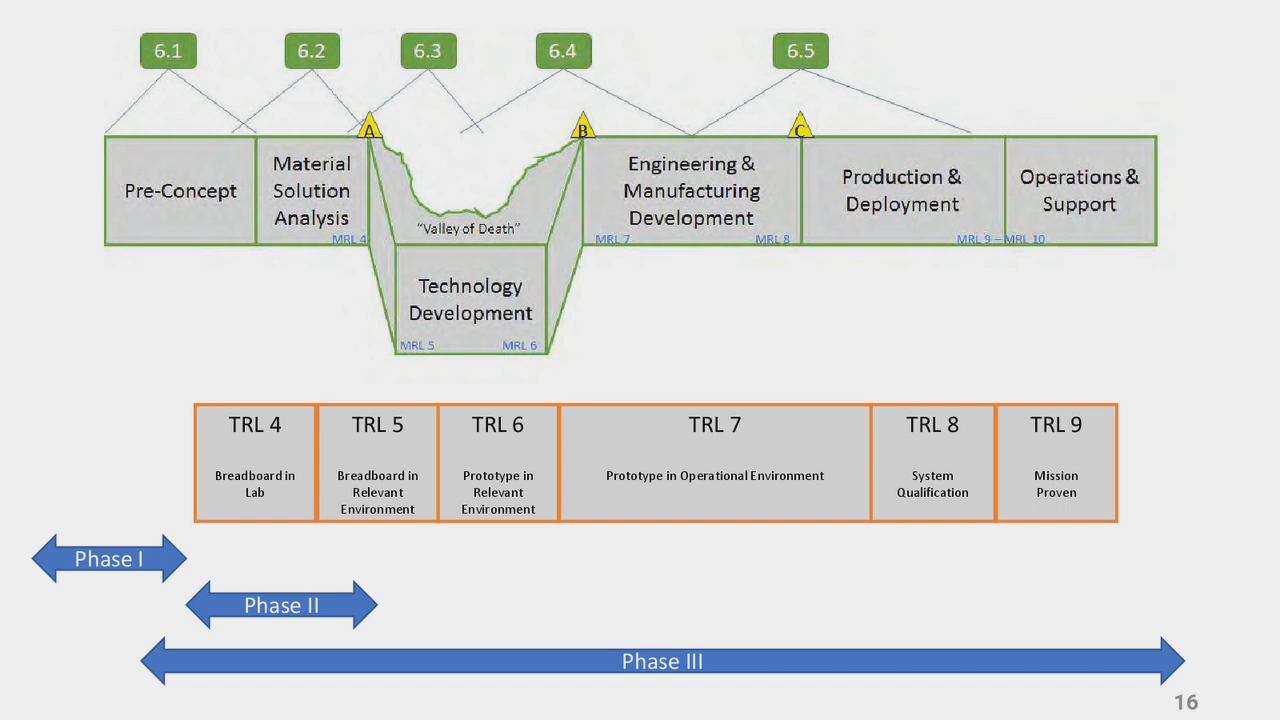 6.1
6.2
6.3
6.4
6.5
A
B
C
Pre-Concept
Material
Solution
Analysis
MRL 4
"Valley of Death"
Engineering &
Manufacturing
Development
MRL 7
MRL 8
Production &
Deployment
Operations &
Support
MRL 9 – MRL 10
Technology
Development
MRL 5
MRL 6
TRL 4
Breadboard in
Lab
TRL 5
Breadboard in
Relevant
Environment
TRL 6
Prototype in
Relevant
Environment
TRL 7
Prototype in Operational Environment
TRL 8
System
Qualification
TRL 9
Mission
Proven
Phase I
Phase II
Phase III
16